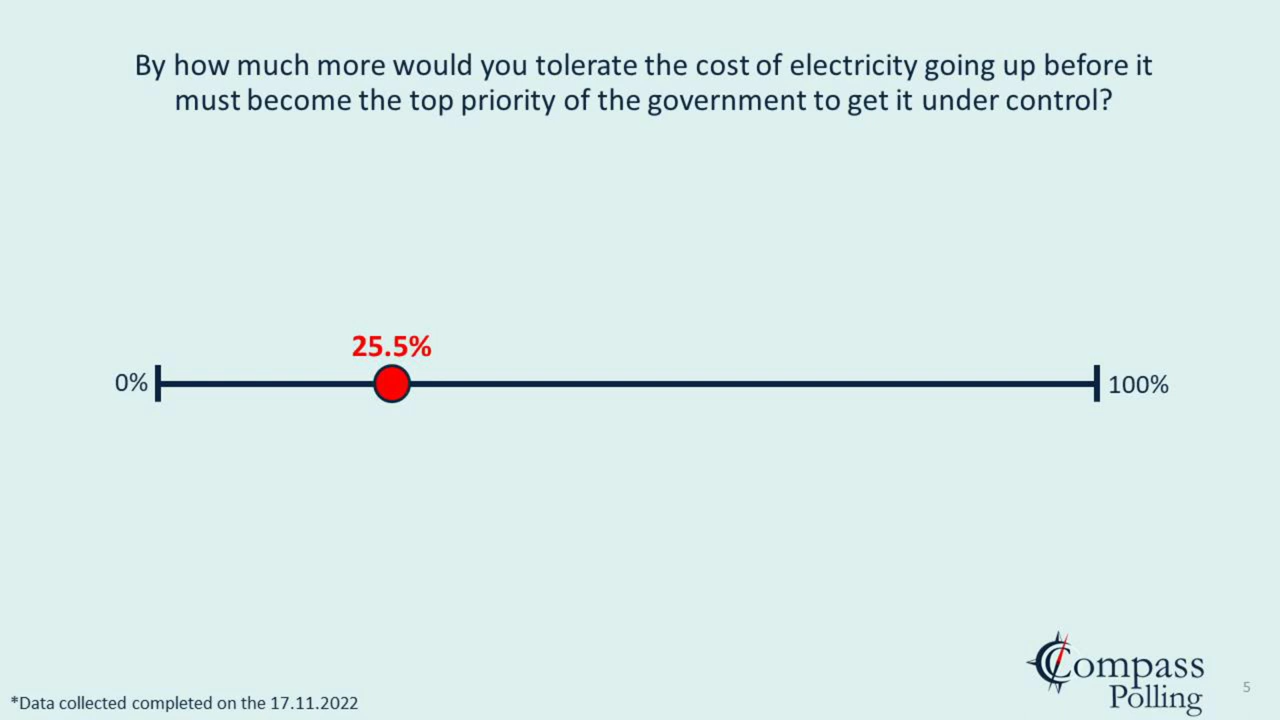 By how much more would you tolerate the cost of electricity going up before it
must become the top priority of the government to get it under control?
25.5%
0%
100%
Compass
Polling
5
*Data collected completed on the 17.11.2022